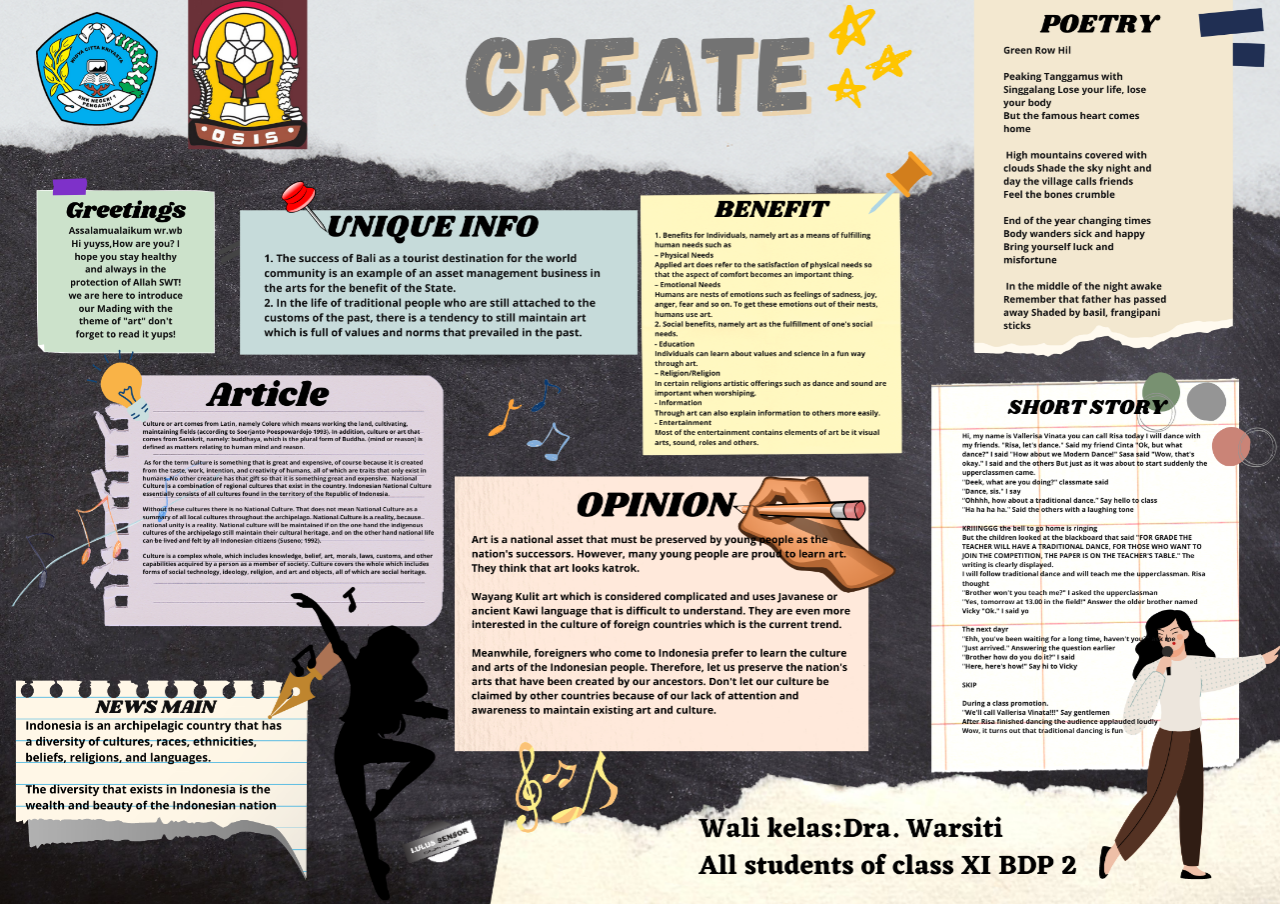 WIDYA CITTA KRIYASTA
SMK NEGERI 1
PENGASIH
OSIS
CREATE
POETRY
Green Row Hil
Peaking Tanggamus with
Singgalang Lose your life, lose
your body
But the famous heart comes
home
High mountains covered with
clouds Shade the sky night and
day the village calls friends
Feel the bones crumble
End of the year changing times
Body wanders sick and happy
Bring yourself luck and
misfortune
In the middle of the night awake
Remember that father has passed
away Shaded by basil, frangipani
sticks
Greetings
Assalamualaikum wr.wb
Hi yuyss,How are you? I
hope you stay healthy
and always in the
protection of Allah SWT!
we are here to introduce
our Mading with the
theme of "art" don't
forget to read it yups!
UNIQUE INFO
1. The success of Bali as a tourist destination for the world
community is an example of an asset management business in
the arts for the benefit of the State.
2. In the life of traditional people who are still attached to the
customs of the past, there is a tendency to still maintain art
which is full of values and norms that prevailed in the past.
BENEFIT
1. Benefits for Individuals, namely art as a means of fulfilling
human needs such as
– Physical Needs
Applied art does refer to the satisfaction of physical needs so
that the aspect of comfort becomes an important thing.
– Emotional Needs
Humans are nests of emotions such as feelings of sadness, joy,
anger, fear and so on. To get these emotions out of their nests,
humans use art.
2. Social benefits, namely art as the fulfillment of one's social
needs.
- Education
Individuals can learn about values and science in a fun way
through art.
– Religion/Religion
In certain religions artistic offerings such as dance and sound are
important when worshiping.
- Information
Through art can also explain information to others more easily.
- Entertainment
Most of the entertainment contains elements of art be it visual
arts, sound, roles and others.
Article
Culture or art comes from Latin, namely Colere which means working the land, cultivating,
maintaining fields (according to Soerjanto Poespowardojo 1993). In addition, culture or art that
comes from Sanskrit, namely: buddhaya, which is the plural form of Buddha. (mind or reason) is
defined as matters relating to human mind and reason.
As for the term Culture is something that is great and expensive, of course because it is created
from the taste, work, intention, and creativity of humans, all of which are traits that only exist in
humans. No other creature has that gift so that it is something great and expensive. National
Culture is a combination of regional cultures that exist in the country. Indonesian National Culture
essentially consists of all cultures found in the territory of the Republic of Indonesia.
Without these cultures there is no National Culture. That does not mean National Culture as a
summary of all local cultures throughout the archipelago. National Culture is a reality, because
national unity is a reality. National culture will be maintained if on the one hand the indigenous
cultures of the archipelago still maintain their cultural heritage, and on the other hand national life
can be lived and felt by all Indonesian citizens (Suseno; 1992).
Culture is a complex whole, which includes knowledge, belief, art, morals, laws, customs, and other
capabilities acquired by a person as a member of society. Culture covers the whole which includes
forms of social technology, ideology, religion, and art and objects, all of which are social heritage.
OPINION
Art is a national asset that must be preserved by young people as the
nation's successors. However, many young people are proud to learn art.
They think that art looks katrok.
Wayang Kulit art which is considered complicated and uses Javanese or
ancient Kawi language that is difficult to understand. They are even more
interested in the culture of foreign countries which is the current trend.
Meanwhile, foreigners who come to Indonesia prefer to learn the culture
and arts of the Indonesian people. Therefore, let us preserve the nation's
arts that have been created by our ancestors. Don't let our culture be
claimed by other countries because of our lack of attention and
awareness to maintain existing art and culture.
SHORT STORY
Hi, my name is Vallerisa Vinata you can call Risa today I will dance with
my friends. "Risa, let's dance." Said my friend Cinta "Ok, but what
dance?" I said "How about we Modern Dance!" Sasa said "Wow, that's
okay." I said and the others But just as it was about to start suddenly the
upperclassmen came.
"Deek, what are you doing?" classmate said
"Dance, sis." I say
"Ohhhh, how about a traditional dance." Say hello to class
"Ha ha ha ha." Said the others with a laughing tone
KRIIINGGG the bell to go home is ringing
But the children looked at the blackboard that said "FOR GRADE THE
TEACHER WILL HAVE A TRADITIONAL DANCE, FOR THOSE WHO WANT TO
JOIN THE COMPETITION, THE PAPER IS ON THE TEACHER'S TABLE." The
writing is clearly displayed.
I will follow traditional dance and will teach me the upperclassman. Risa
thought
"Brother won't you teach me?" I asked the upperclassman
"Yes, tomorrow at 13.00 in the field!" Answer the older brother named
Vicky "Ok." I said yo
The next dayr
"Ehh, you've been waiting for a long time, haven't you me
"Just arrived." Answering the question earlier
"Brother how do you do it?" I said
"Here, here's how!" Say hi to Vicky
SKIP
During a class promotion.
"We'll call Vallerisa Vinata!!!" Say gentlemen
After Risa finished dancing the audience applauded loudly
Wow, it turns out that traditional dancing is fun
NEWS MAIN
Indonesia is an archipelagic country that has
a diversity of cultures, races, ethnicities,
beliefs, religions, and languages.
The diversity that exists in Indonesia is the
wealth and beauty of the Indonesian nation
LULUS SENSOR
Wali kelas:Dra. Warsiti
All students of class XI BDP 2